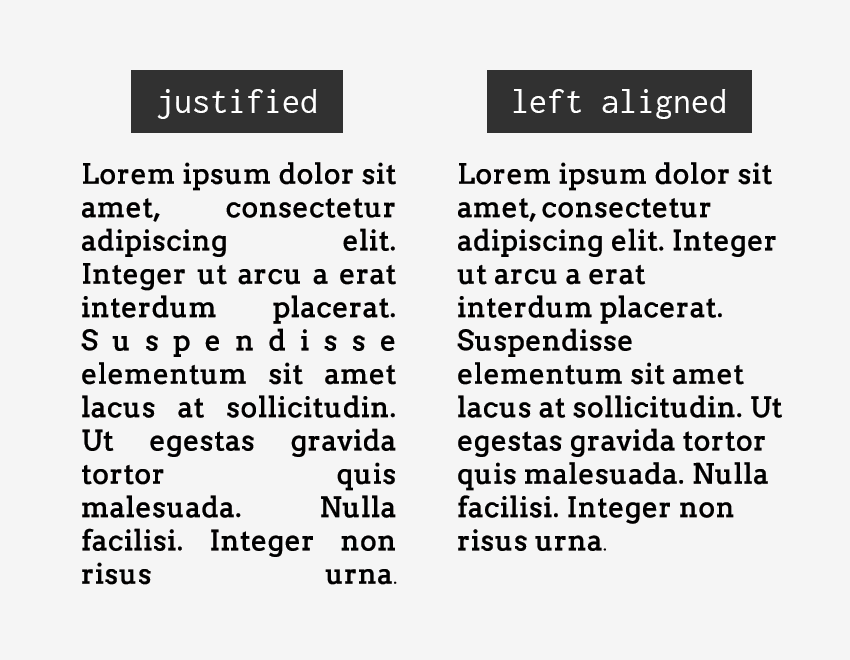 justified
Lorem ipsum dolor sit
amet, consectetur
adipiscing elit.
Integer ut arcu a erat
interdum placerat.
Suspendisse
elementum sit amet
lacus at sollicitudin.
Ut egestas gravida
tortor quis
malesuada. Nulla
facilisi. Integer non
risus urna.
left aligned
Lorem ipsum dolor sit
amet, consectetur
adipiscing elit. Integer
ut arcu a erat
interdum placerat.
Suspendisse
elementum sit amet
lacus at sollicitudin. Ut
egestas gravida tortor
quis malesuada. Nulla
facilisi. Integer non
risus urna.